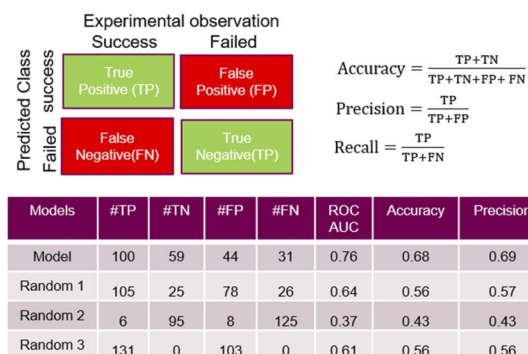 Experimental observation
Success Failed
Predicted Class
success
Failed
True
Positive (TP)
False
Positive (FP)
False
Negative(FN)
True
Negative(TP)
Accuracy = TP+TN / TP+TN+FP+ FN
Precision = TP / TP+FP
Recall = TP / TP+FN
Models #TP #TN #FP #FN ROC AUC Accuracy Precision
Model 100 59 44 31 0.76 0.68 0.69
Random 1 105 25 78 26 0.64 0.56 0.57
Random 2 6 95 8 125 0.37 0.43 0.43
Random 3 131 0 103 0 0.61 0.56 0.56